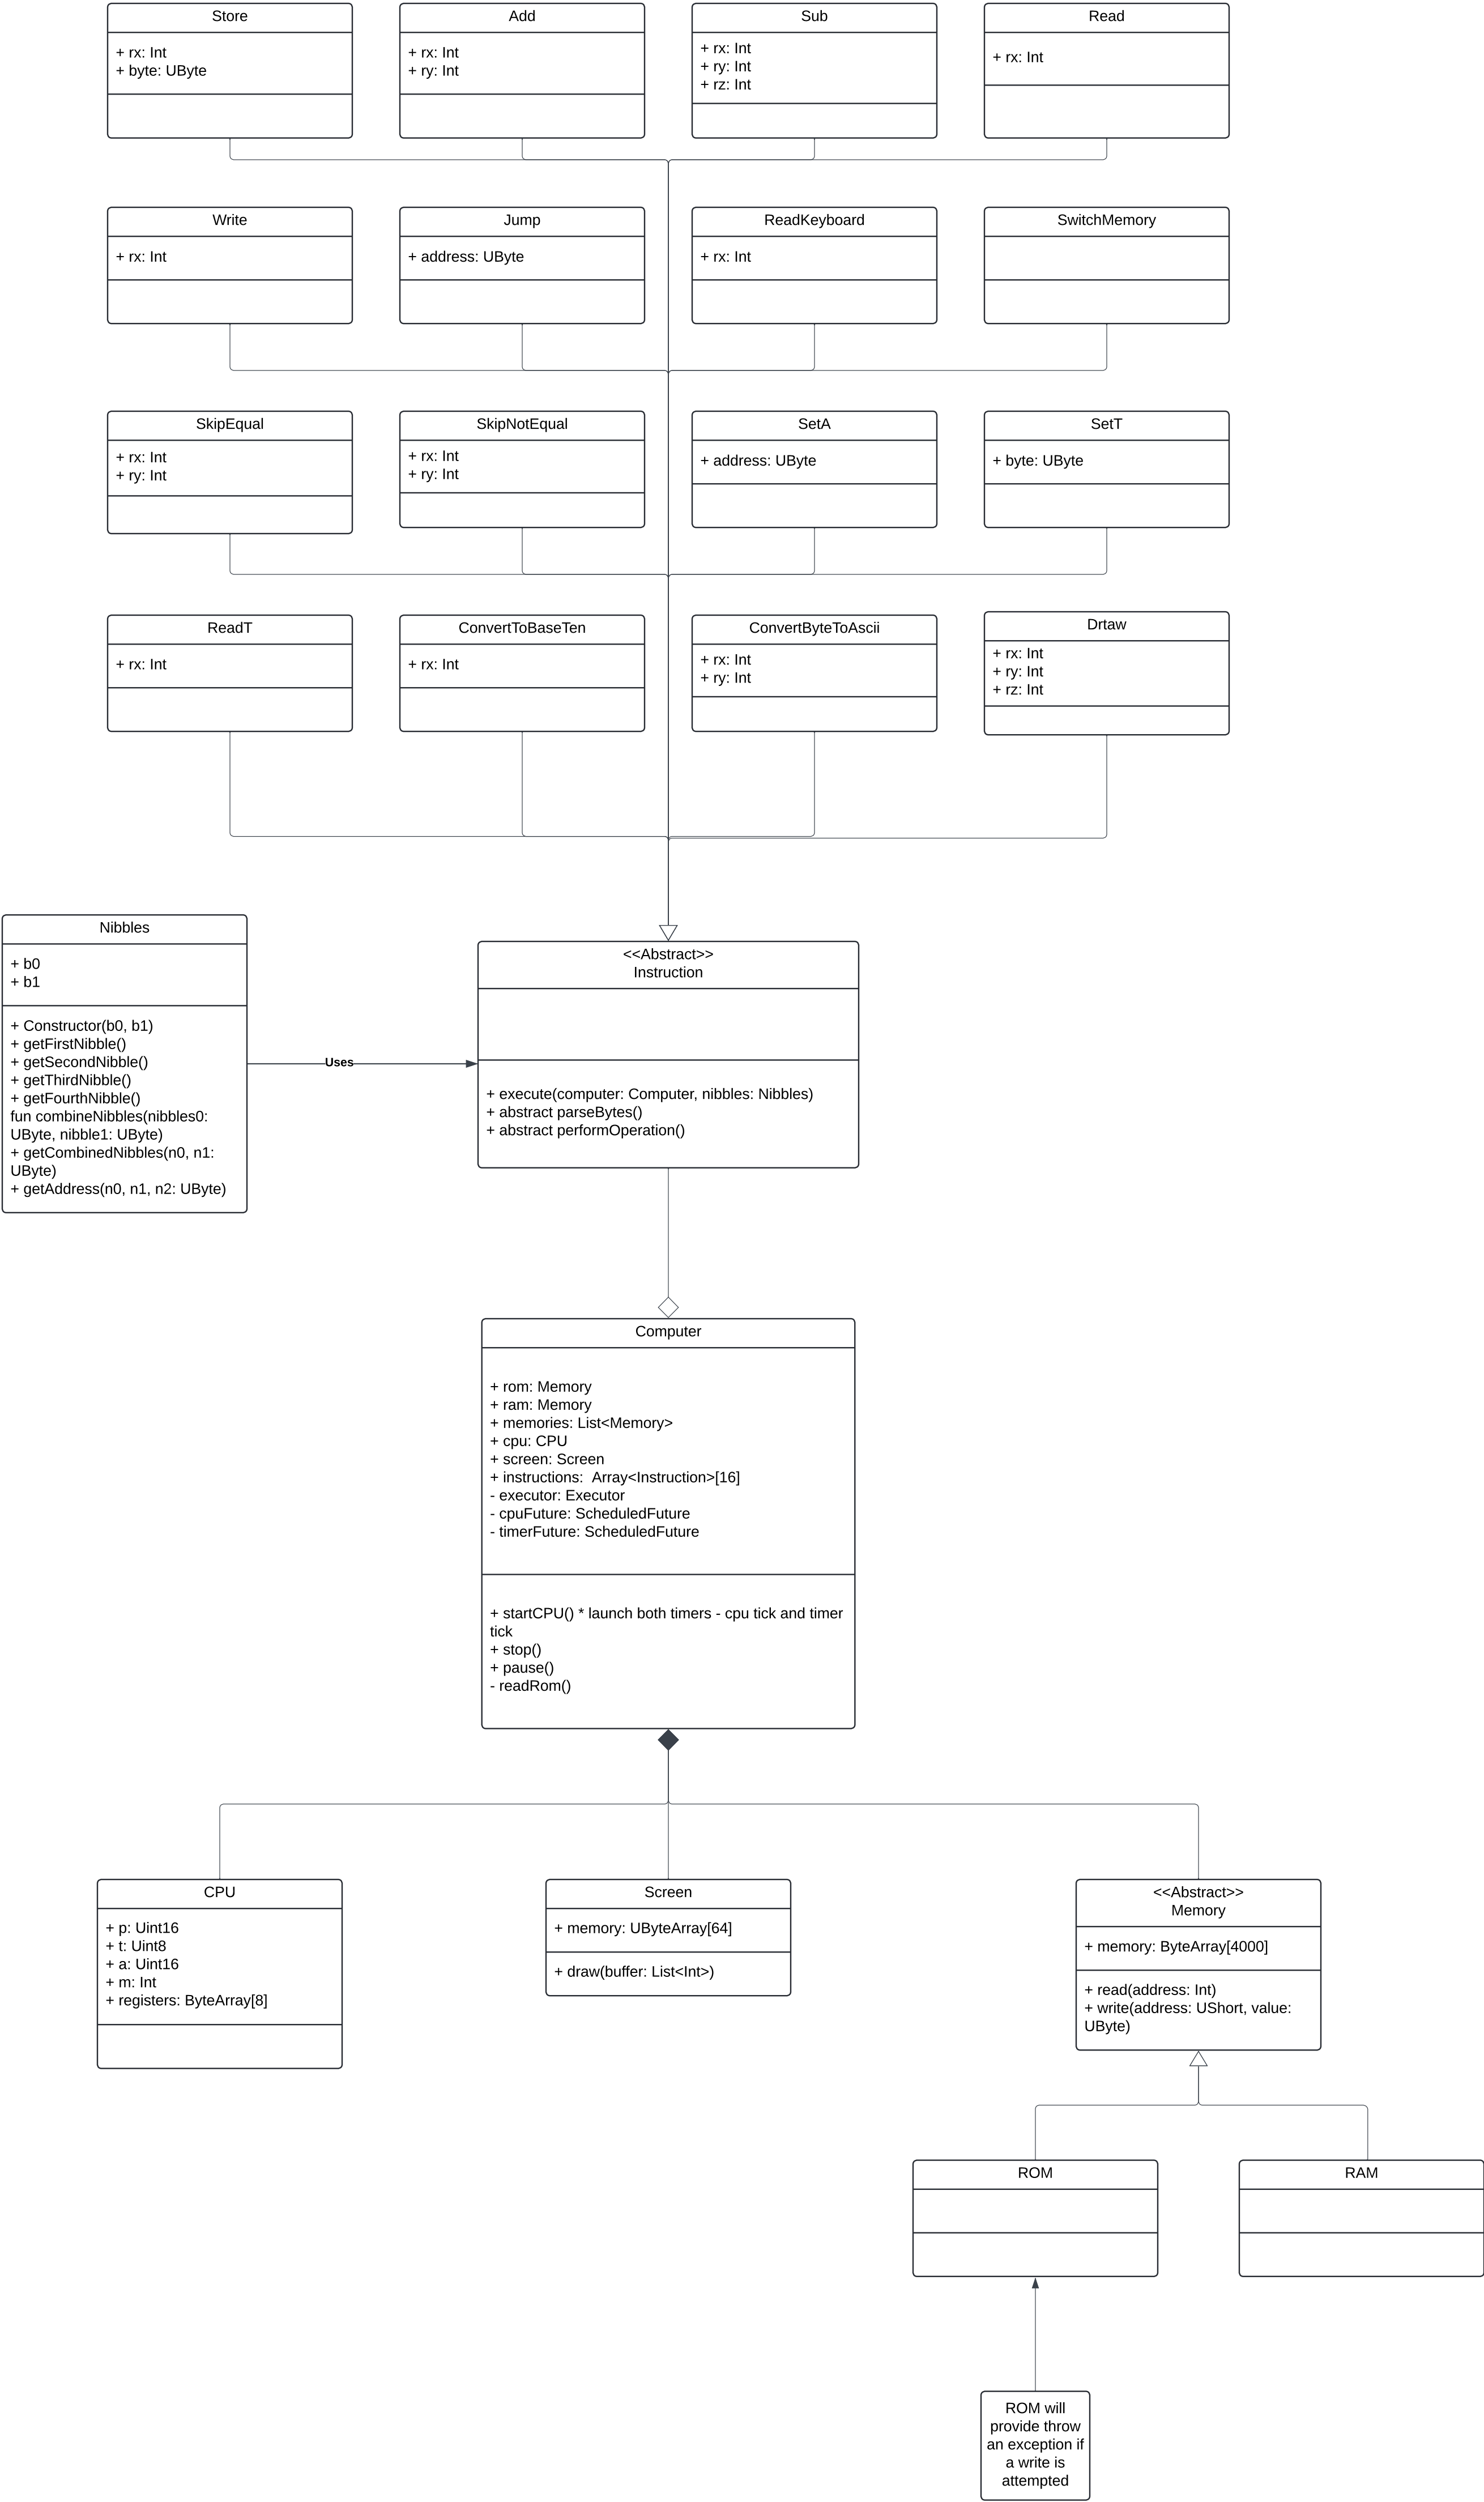 Store
+ rx: Int
+ byte: UByte
Add
+ rx: Int
+ ry: Int
Sub
+ rx: Int
+ ry: Int
+ rz: Int
Read
+ rx: Int
Write
+ rx: Int
Jump
+ address: UByte
ReadKeyboard
+ rx: Int
SwitchMemory
SkipEqual
+ rx: Int
+ ry: Int
SkipNotEqual
+ rx: Int
+ ry: Int
SetA
+ address: UByte
SetT
+ byte: UByte
ReadT
+ rx: Int
ConvertToBaseTen
+ rx: Int
ConvertByteToAscii
+ rx: Int
+ ry: Int
Drtaw
+ rx: Int
+ ry: Int
+ rz: Int
Nibbles
+ b0
+ b1
+ Constructor(b0, b1)
+ getFirstNibble()
+ getSecondNibble()
+ getThirdNibble()
+ getFourthNibble()
fun combineNibbles(nibbles0:
UByte, nibble1: UByte)
+ getCombinedNibbles(n0, n1:
UByte)
+ getAddress(n0, n1, n2: UByte)
Uses
<<Abstract>>
Instruction
+ execute(computer: Computer, nibbles: Nibbles)
+ abstract parseBytes()
+ abstract performOperation()
Computer
+ rom: Memory
+ ram: Memory
+ memories: List<Memory>
+ cpu: CPU
+ screen: Screen
+ instructions:  Array<Instruction>[16]
- executor: Executor
- cpuFuture: ScheduledFuture
- timerFuture: ScheduledFuture
+ startCPU() * launch both timers - cpu tick and timer
tick
+ stop()
+ pause()
- readRom()
CPU
+ p: Uint16
+ t: Uint8
+ a: Uint16
+ m: Int
+ registers: ByteArray[8]
Screen
+ memory: UByteArray[64]
+ draw(buffer: List<Int>)
<<Abstract>>
Memory
+ memory: ByteArray[4000]
+ read(address: Int)
+ write(address: UShort, value:
UByte)
ROM
RAM
ROM will
provide throw
an exception if
a write is
attempted